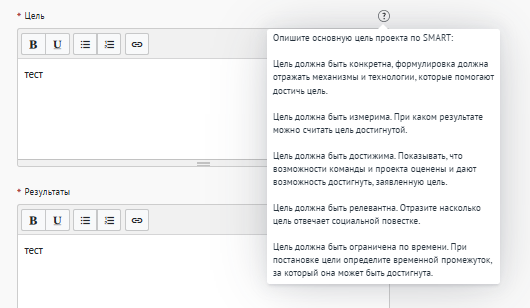 * Цель
B U
тест
Опишите основную цель проекта по SMART:
Цель должна быть конкретна, формулировка должна
отражать механизмы и технологии, которые помогают
достичь цель.
Цель должна быть измерима. При каком результате
можно считать цель достигнутой.
Цель должна быть достижима. Показывать, что
возможности команды и проекта оценены и дают
возможность достигнуть, заявленную цель.
Цель должна быть релевантна. Отразите насколько
цель отвечает социальной повестке.
Цель должна быть ограничена по времени. При
постановке цели определите временной промежуток,
за который она может быть достигнута.
* Результаты
B U
тест